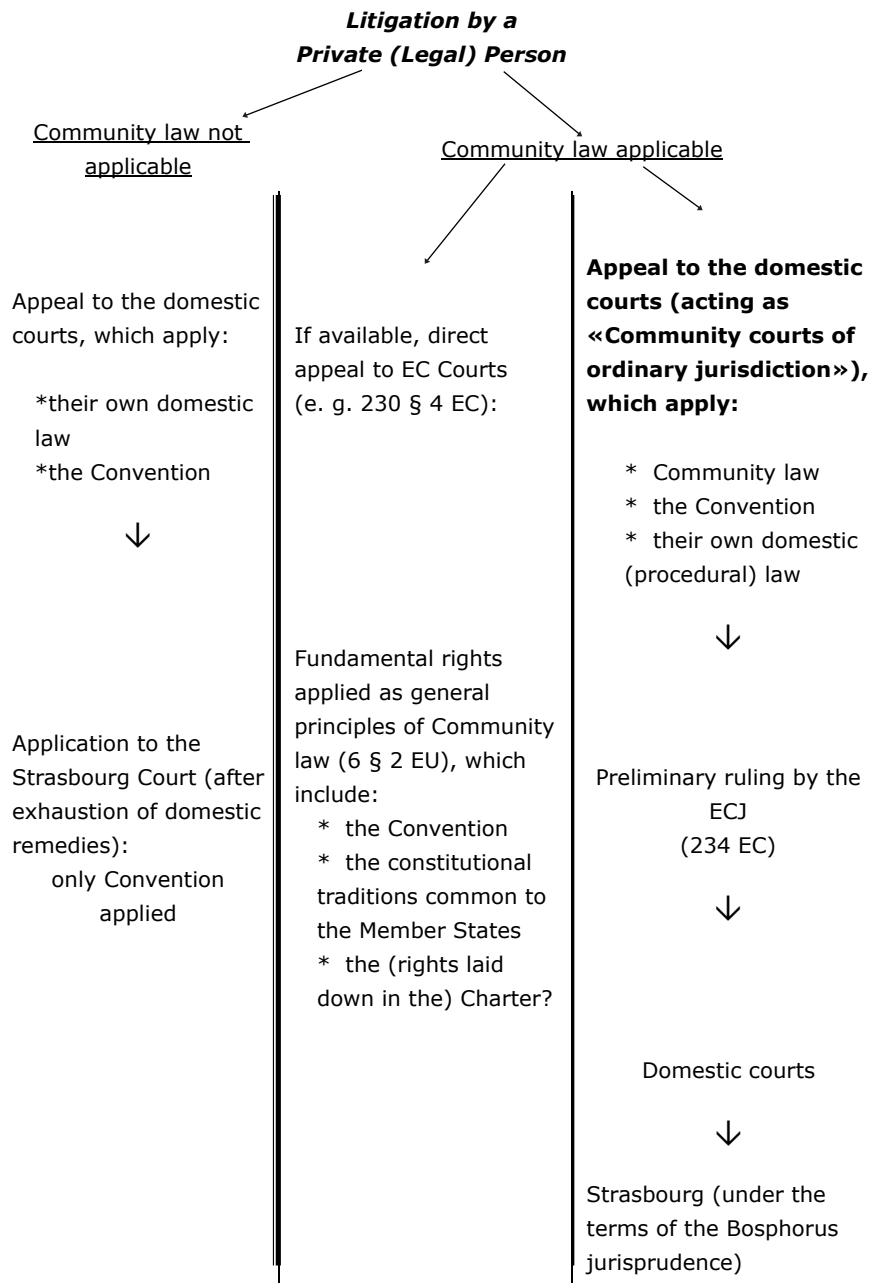 Litigation by a
Private (Legal) Person
Community law not
applicable
Community law applicable
Appeal to the domestic
courts, which apply:
*their own domestic
law
*the Convention
↓
Application to the
Strasbourg Court (after
exhaustion of domestic
remedies):
only Convention
applied
If available, direct
appeal to EC Courts
(e. g. 230 § 4 EC):
Fundamental rights
applied as general
principles of Community
law (6 § 2 EU), which
include:
* the Convention
* the constitutional
traditions common to
the Member States
* the (rights laid
down in the) Charter?
Appeal to the domestic
courts (acting as
«Community courts of
ordinary jurisdiction»),
which apply:
* Community law
* the Convention
* their own domestic
(procedural) law
↓
Preliminary ruling by the
ECJ
(234 EC)
↓
Domestic courts
↓
Strasbourg (under the
terms of the Bosphorus
jurisprudence)